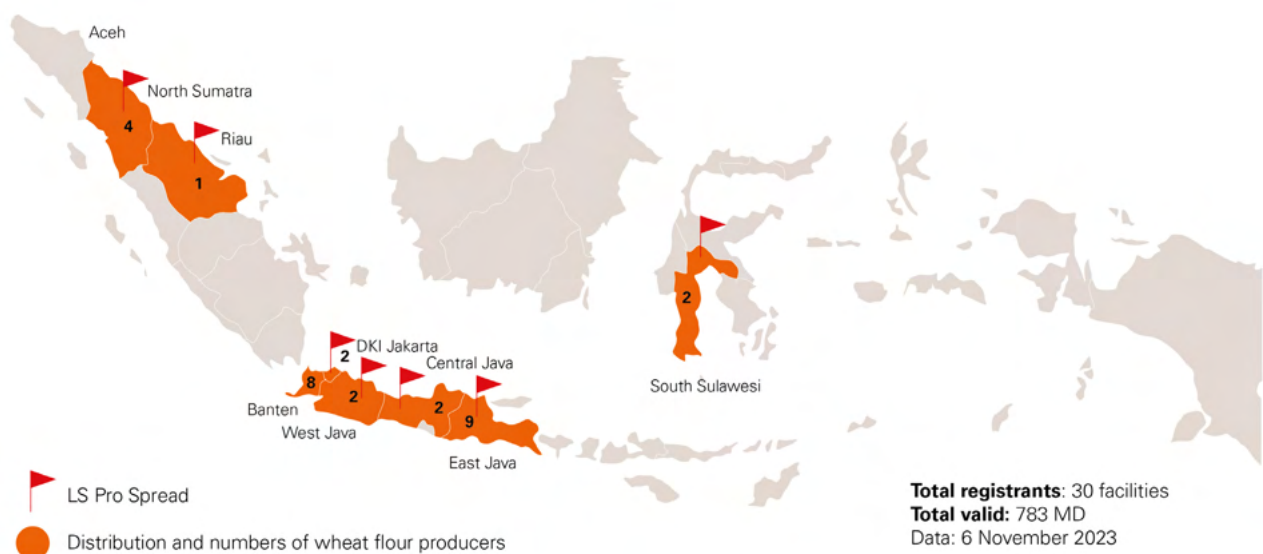 Aceh
North Sumatra
4
Riau
1
2
DKI Jakarta
Central Java
8
2
2
9
Banten
West Java
East Java
2
South Sulawesi
LS Pro Spread
Distribution and numbers of wheat flour producers
Total registrants: 30 facilities
Total valid: 783 MD
Data: 6 November 2023